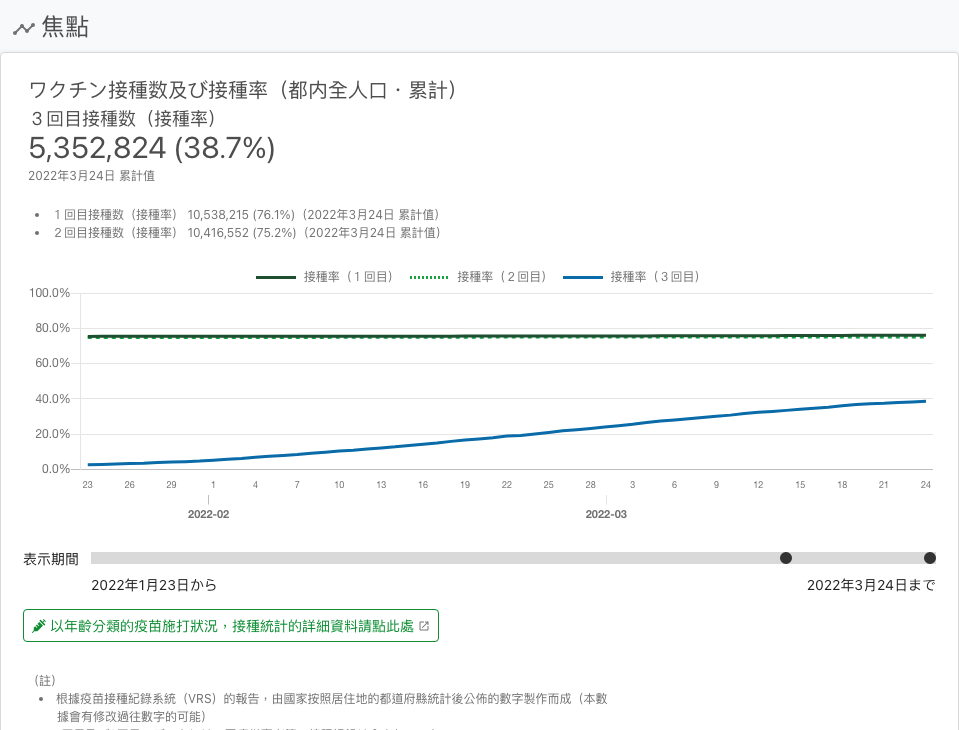 焦點
ワクチン接種数及び接種率（都内全人口・累計）
３回目接種数（接種率）
5,352,824 (38.7%)
2022年3月24日 累計值
１回目接種数（接種率） 10,538,215 (76.1%)（2022年3月24日 累計值）
２回目接種数（接種率） 10,416,552 (75.2%)（2022年3月24日 累計值）
接種率（１回目） 接種率（２回目） 接種率（３回目）
100.0%
80.0%
60.0%
40.0%
20.0%
0.0%
23 26 29 1 4 7 10 13 16 19 22 25 28 3 6 9 12 15 18 21 24
2022-02 2022-03
表示期間
2022年1月23日から 2022年3月24日まで
以年齡分類的疫苗施打狀況，接種統計的詳細資料請點此處
（註）
根據疫苗接種紀錄系統（VRS）的報告，由國家按照居住地的都道府縣統計後公佈的數字製作而成（本數
據會有修改過往數字的可能）